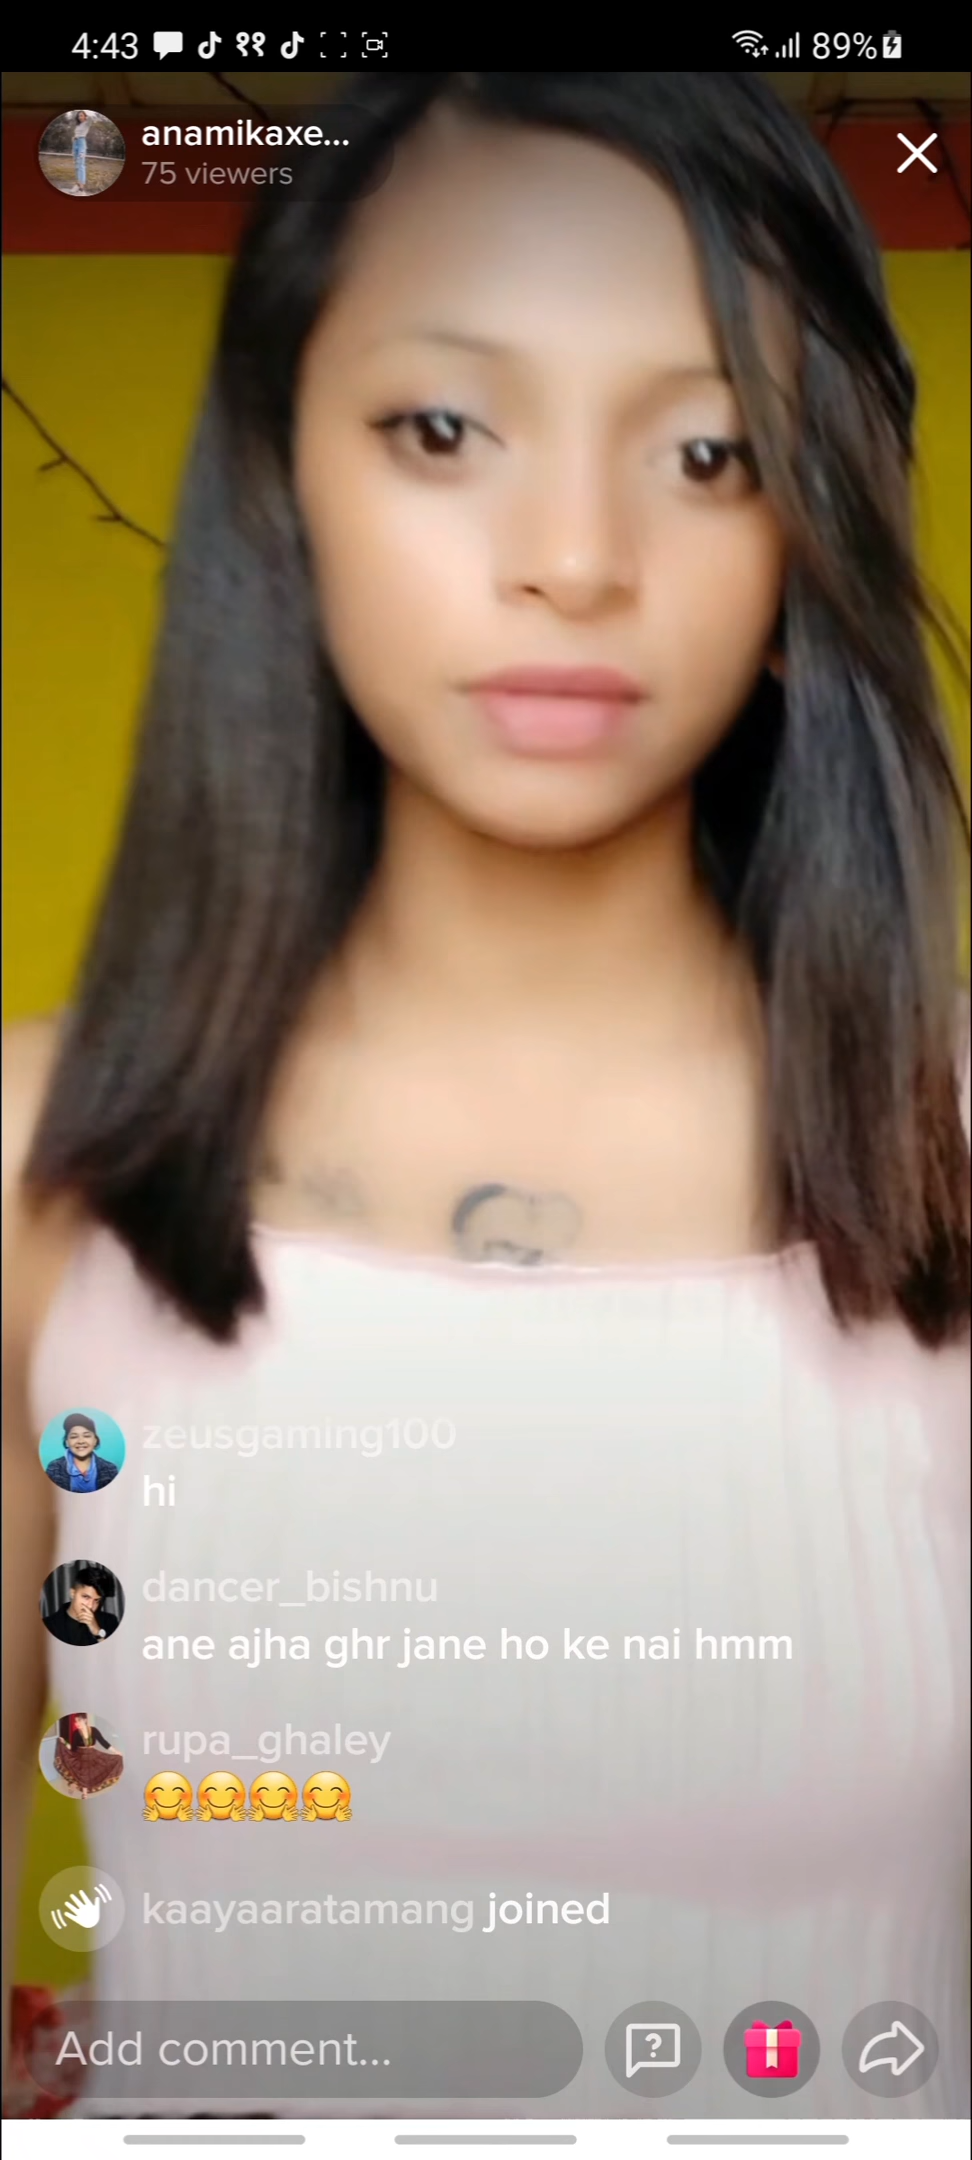 4:43
89%
anamikaxe...
75 viewers
zeusgaming100
hi
dancer_bishnu
ane ajha ghr jane ho ke nai hmm
rupa_ghaley
🤗🤗🤗🤗
kaayaaratamang joined
Add comment...